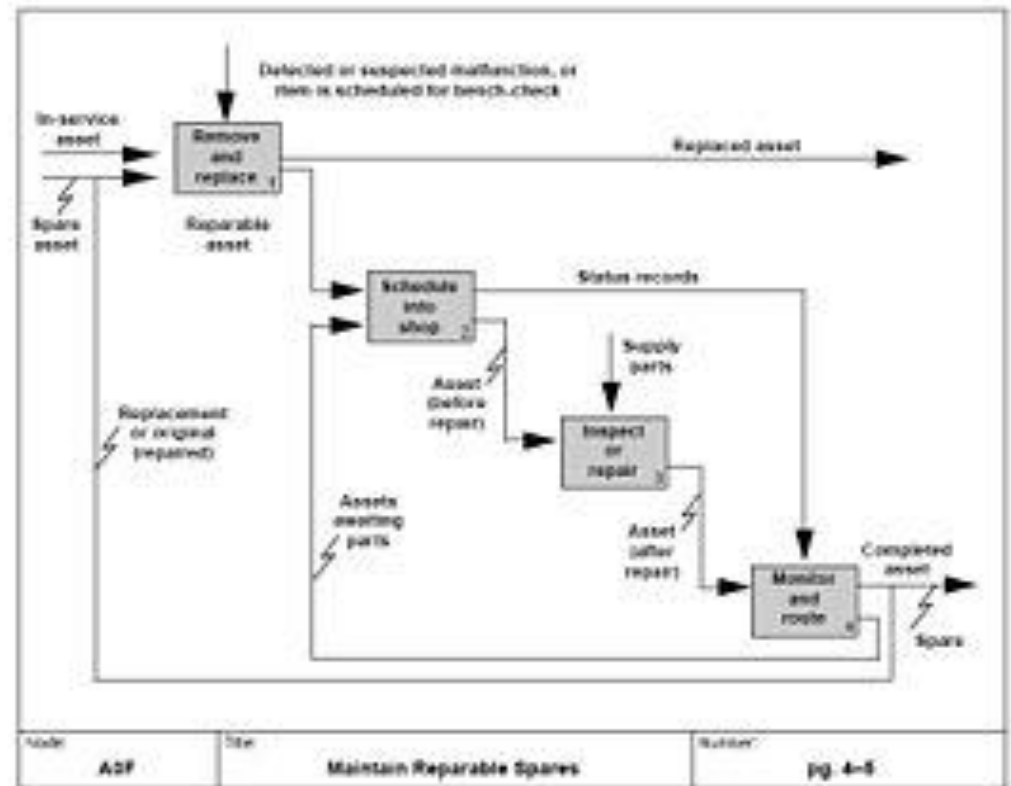 Detected or suspected malfunction, or
item is scheduled for bench-check
In-service
asset
Remove
and
replace
1
Replaced asset
Spare
asset
Reparable
asset
Schedule
into
shop
2
Status records
Supply
parts
Asset
(before
repair)
Replacement
or original
(repaired)
Inspect
or
repair
3
Assets
awaiting
parts
Asset
(after
repair)
Completed
asset
Monitor
and
route
4
Spare
Node:
A0F
Title:
Maintain Reparable Spares
Number:
pg. 4–5